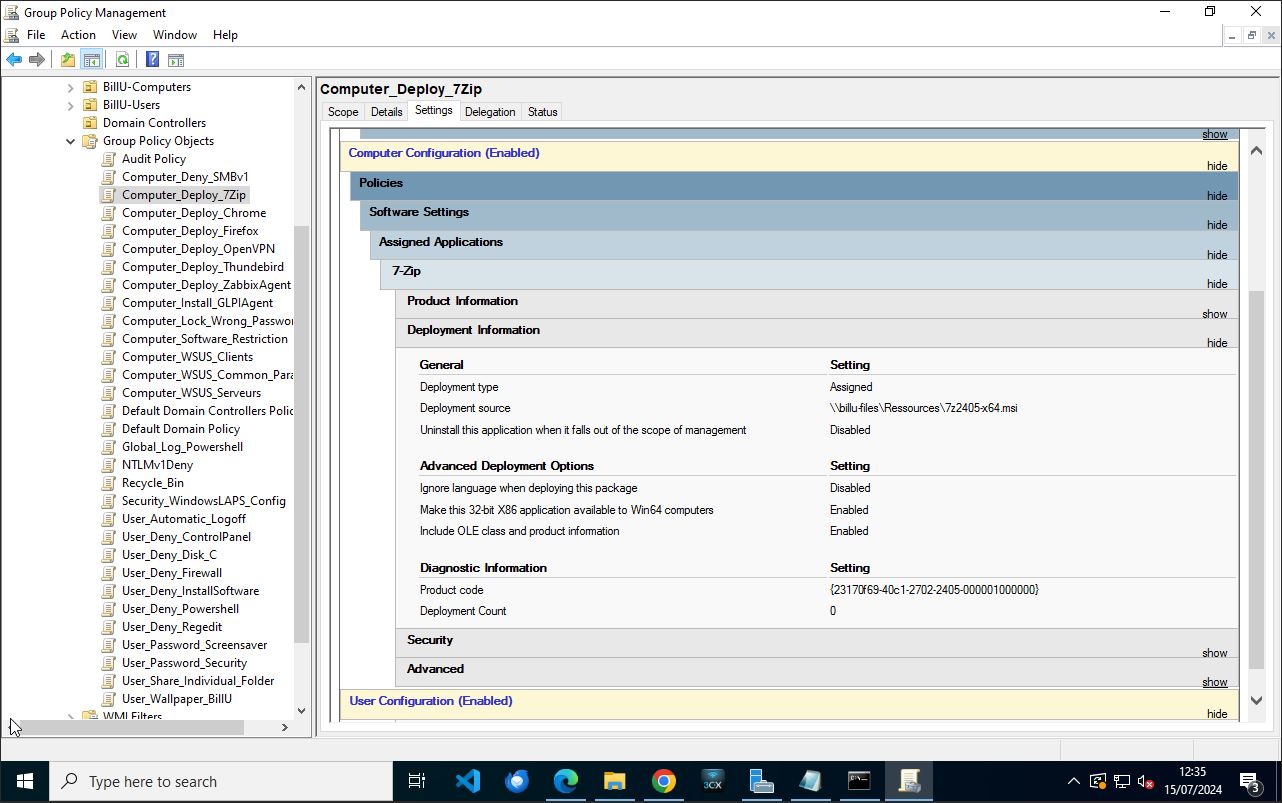 Group Policy Management
File Action View Window Help
BillU-Computers
BillU-Users
Domain Controllers
Group Policy Objects
Audit Policy
Computer_Deny_SMBv1
Computer_Deploy_7Zip
Computer_Deploy_Chrome
Computer_Deploy_Firefox
Computer_Deploy_OpenVPN
Computer_Deploy_Thundebird
Computer_Deploy_ZabbixAgent
Computer_Install_GLPIAgent
Computer_Lock_Wrong_Passwor
Computer_Software_Restriction
Computer_WSUS_Clients
Computer_WSUS_Common_Para
Computer_WSUS_Serveurs
Default Domain Controllers Polic
Default Domain Policy
Global_Log_Powershell
NTLMv1Deny
Recycle_Bin
Security_WindowsLAPS_Config
User_Automatic_Logoff
User_Deny_ControlPanel
User_Deny_Disk_C
User_Deny_Firewall
User_Deny_InstallSoftware
User_Deny_Powershell
User_Deny_Regedit
User_Password_Screensaver
User_Password_Security
User_Share_Individual_Folder
User_Wallpaper_BillU
WMI Filters
Computer_Deploy_7Zip
Scope Details Settings Delegation Status
show
Computer Configuration (Enabled)
hide
Policies
hide
Software Settings
hide
Assigned Applications
hide
7-Zip
hide
Product Information
show
Deployment Information
hide
General Setting
Deployment type Assigned
Deployment source \\billu-files\Ressources\7z2405-x64.msi
Uninstall this application when it falls out of the scope of management Disabled
Advanced Deployment Options Setting
Ignore language when deploying this package Disabled
Make this 32-bit X86 application available to Win64 computers Enabled
Include OLE class and product information Enabled
Diagnostic Information Setting
Product code {23170f69-40c1-2702-2405-000001000000}
Deployment Count 0
Security
show
Advanced
show
User Configuration (Enabled)
hide
Type here to search
3CX
12:35
15/07/2024
3